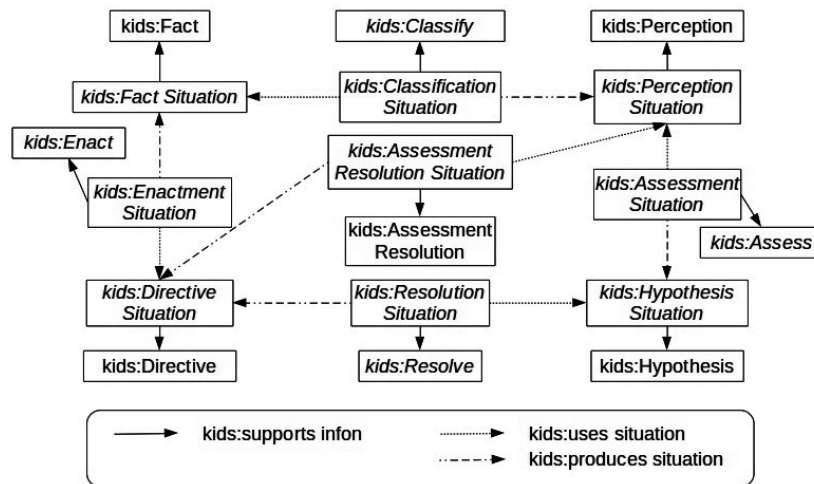 kids:Fact
kids:Classify
kids:Perception
kids:Fact Situation
kids:Classification
Situation
kids:Perception
Situation
kids:Enact
kids:Assessment
Resolution Situation
kids:Enactment
Situation
kids:Assessment
Situation
kids:Assessment
Resolution
kids:Assess
kids:Directive
Situation
kids:Resolution
Situation
kids:Hypothesis
Situation
kids:Directive
kids:Resolve
kids:Hypothesis
kids:supports infon
kids:uses situation
kids:produces situation